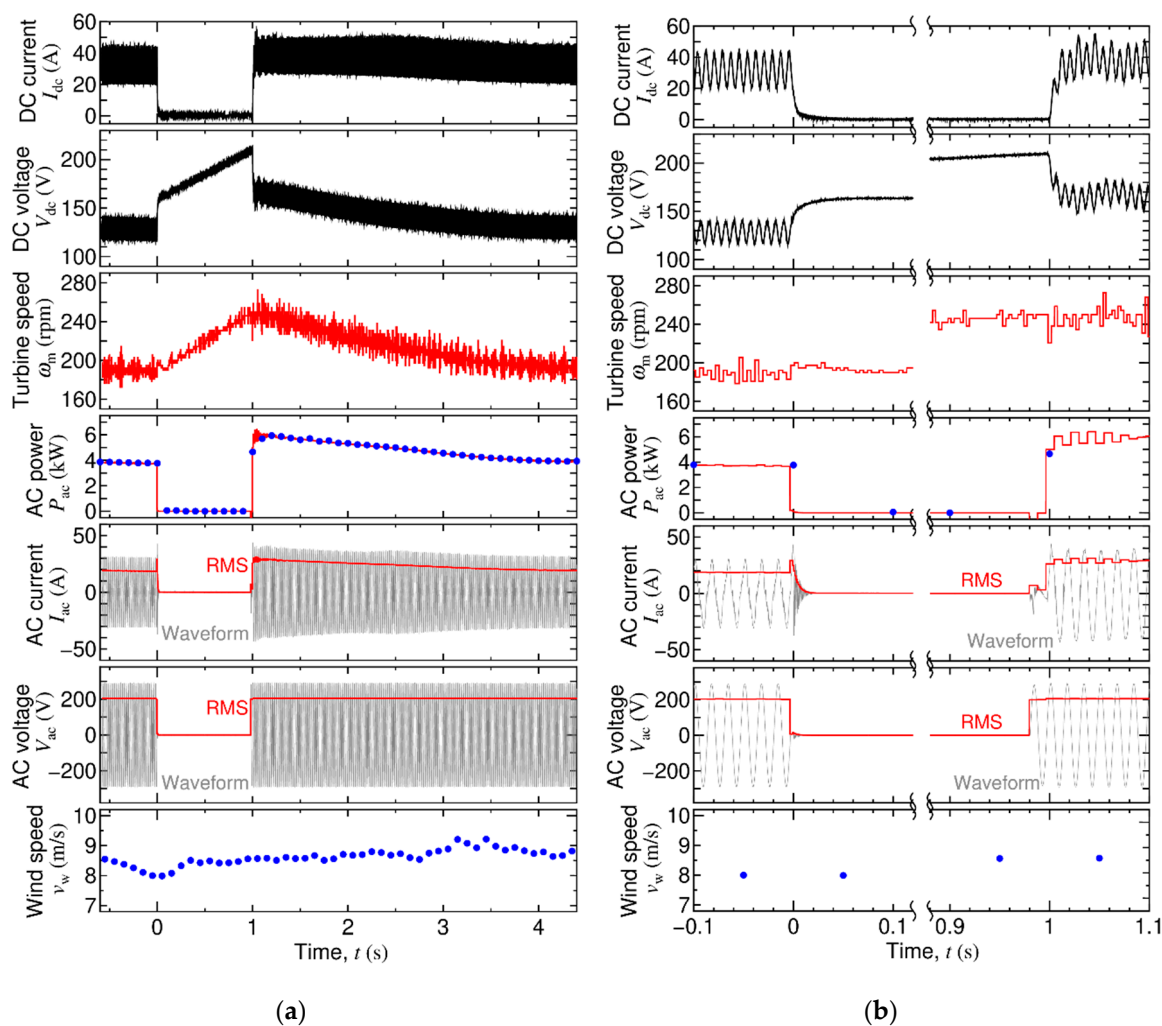 DC current
I_dc (A)
60
40
20
0
DC voltage
V_dc (V)
200
150
100
Turbine speed
ω_m (rpm)
280
240
200
160
AC power
P_ac (kW)
6
4
2
0
AC current
I_ac (A)
50
0
−50
RMS
Waveform
AC voltage
V_ac (V)
200
0
−200
RMS
Waveform
Wind speed
v_w (m/s)
10
9
8
7
0 1 2 3 4
Time, t (s)
(a)
DC current
I_dc (A)
60
40
20
0
DC voltage
V_dc (V)
200
150
100
Turbine speed
ω_m (rpm)
280
240
200
160
AC power
P_ac (kW)
6
4
2
0
AC current
I_ac (A)
50
0
−50
RMS
Waveform
AC voltage
V_ac (V)
200
0
−200
RMS
Waveform
Wind speed
v_w (m/s)
10
9
8
7
−0.1 0 0.1 0.9 1 1.1
Time, t (s)
(b)